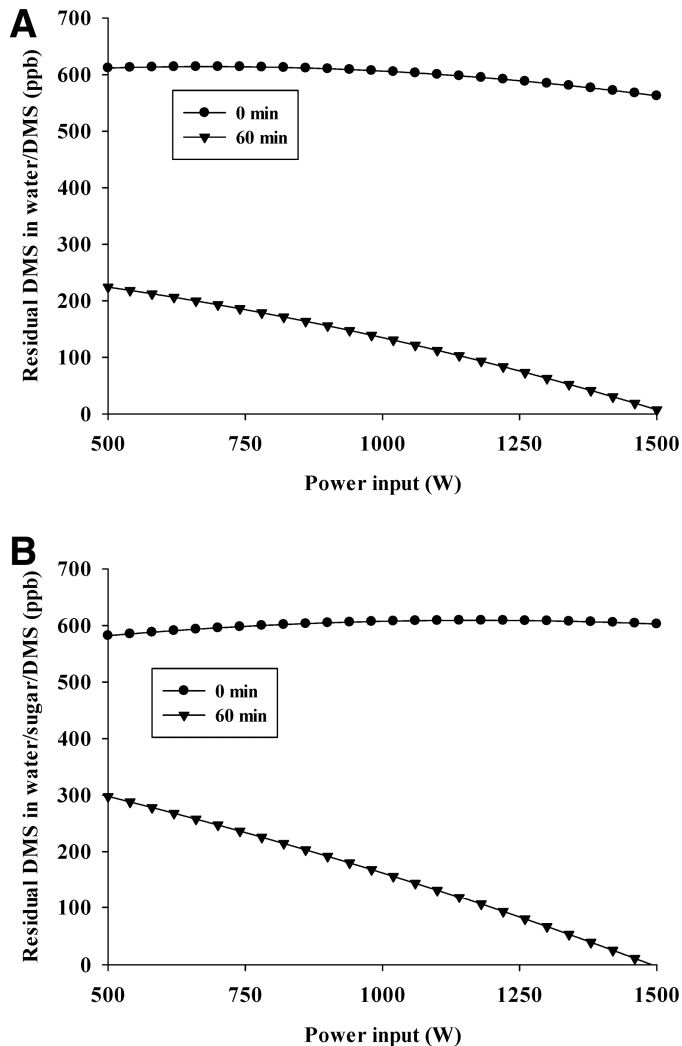 A
Residual DMS in water/DMS (ppb)
700
600
500
400
300
200
100
0
0 min
60 min
500 750 1000 1250 1500
Power input (W)
B
Residual DMS in water/sugar/DMS (ppb)
700
600
500
400
300
200
100
0
0 min
60 min
500 750 1000 1250 1500
Power input (W)